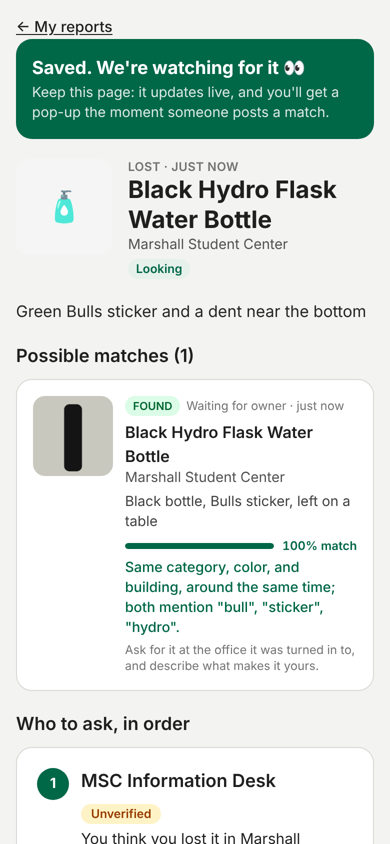 ← My reports
Saved. We're watching for it 👀
Keep this page: it updates live, and you'll get a
pop-up the moment someone posts a match.
LOST · JUST NOW
Black Hydro Flask
Water Bottle
Marshall Student Center
Looking
Green Bulls sticker and a dent near the bottom
Possible matches (1)
FOUND Waiting for owner · just now
Black Hydro Flask Water
Bottle
Marshall Student Center
Black bottle, Bulls sticker, left on a
table
100% match
Same category, color, and
building, around the same time;
both mention "bull", "sticker",
"hydro".
Ask for it at the office it was turned in to,
and describe what makes it yours.
Who to ask, in order
1 MSC Information Desk
Unverified
You think you lost it in Marshall